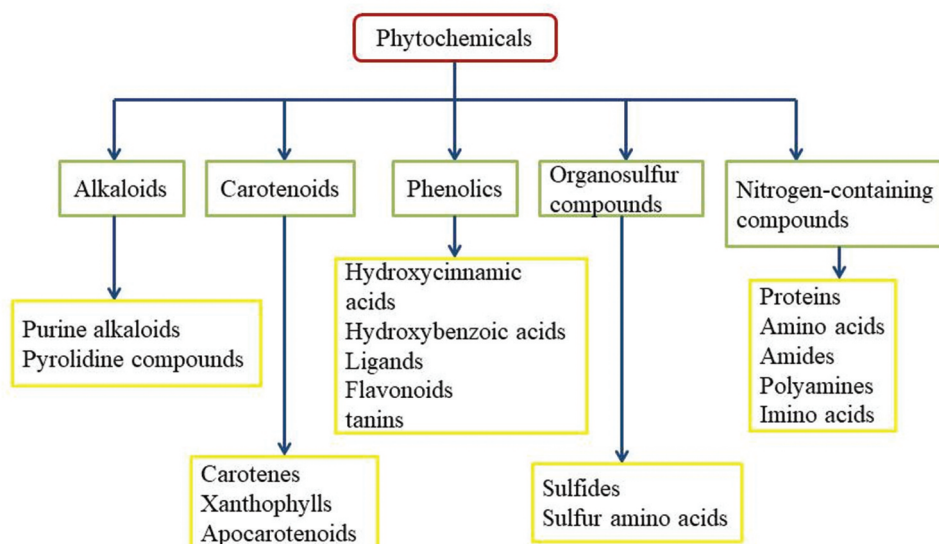 Phytochemicals
Alkaloids
Carotenoids
Phenolics
Organosulfur
compounds
Nitrogen-containing
compounds
Purine alkaloids
Pyrolidine compounds
Hydroxycinnamic
acids
Hydroxybenzoic acids
Ligands
Flavonoids
tanins
Proteins
Amino acids
Amides
Polyamines
Imino acids
Carotenes
Xanthophylls
Apocarotenoids
Sulfides
Sulfur amino acids